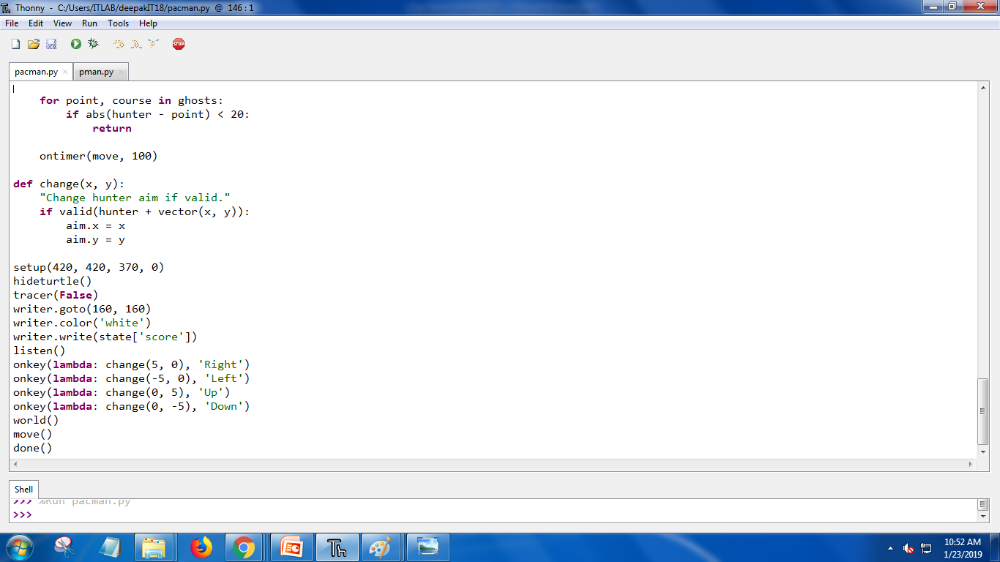 Thonny - C:/Users/ITLAB/deepakIT18/pacman.py @ 146 : 1
File Edit View Run Tools Help
STOP
pacman.py × pman.py ×
    for point, course in ghosts:
        if abs(hunter - point) < 20:
            return
    ontimer(move, 100)
def change(x, y):
    "Change hunter aim if valid."
    if valid(hunter + vector(x, y)):
        aim.x = x
        aim.y = y
setup(420, 420, 370, 0)
hideturtle()
tracer(False)
writer.goto(160, 160)
writer.color('white')
writer.write(state['score'])
listen()
onkey(lambda: change(5, 0), 'Right')
onkey(lambda: change(-5, 0), 'Left')
onkey(lambda: change(0, 5), 'Up')
onkey(lambda: change(0, -5), 'Down')
world()
move()
done()
Shell
>>> %Run pacman.py
>>>
Th
10:52 AM
1/23/2019